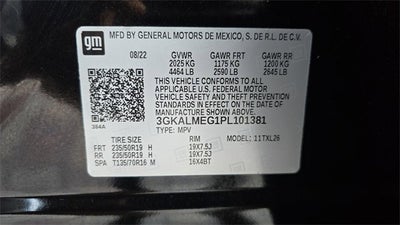 gm
MFD BY GENERAL MOTORS DE MEXICO, S. DE R.L. DE C.V.
08/22 GVWR GAWR FRT GAWR RR
2025 KG 1175 KG 1200 KG
4464 LB 2590 LB 2645 LB
THIS VEHICLE CONFORMS TO ALL APPLICABLE
U.S. FEDERAL MOTOR VEHICLE
SAFETY AND THEFT PREVENTION STANDARDS
IN EFFECT ON THE DATE OF
MANUFACTURE SHOWN ABOVE.
3GKALMEG1PL101381
384A TYPE: MPV
TIRE SIZE RIM MODEL: 11TXL26
FRT 235/50R19 H 19X7.5J
RR 235/50R19 H 19X7.5J
SPA T135/70R16 M 16X4BT